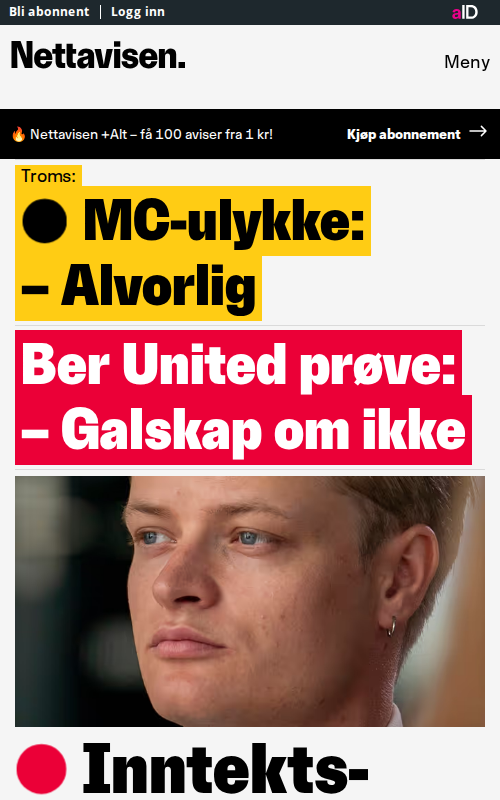 Bli abonnent | Logg inn
aID
Nettavisen.
Meny
🔥 Nettavisen +Alt – få 100 aviser fra 1 kr!
Kjøp abonnement →
Troms:
MC-ulykke:
– Alvorlig
Ber United prøve:
– Galskap om ikke
Inntekts-